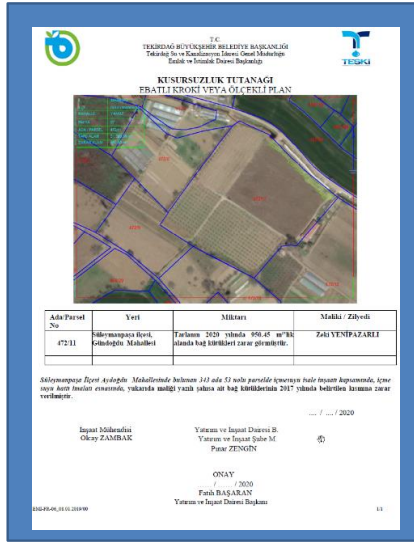 T.C.
TEKİRDAĞ BÜYÜKŞEHİR BELEDİYE BAŞKANLIĞI
Tekirdağ Su ve Kanalizasyon İdaresi Genel Müdürlüğü
Emlak ve İstimlak Dairesi Başkanlığı
TESKİ
KUSURSUZLUK TUTANAĞI
EBATLI KROKİ VEYA ÖLÇEKLİ PLAN
Ada/Parsel No Yeri Miktarı Maliki / Zilyedi
472/11 Süleymanpaşa ilçesi, Gündoğdu Mahallesi Tarlanın 2020 yılında 950.45 m²'lik alanda bağ kütükleri zarar görmüştür. Zeki YENİPAZARLI
Süleymanpaşa İlçesi Aydoğdu Mahallesinde bulunan 343 ada 53 nolu parselde içmesuyu isale inşaatı kapsamında, içme
suyu hattı imalatı esnasında, yukarıda maliği yazılı şahsa ait bağ kütüklerinin 2017 yılında belirtilen kısmına zarar
verilmiştir.
.... / .... / 2020
İnşaat Mühendisi Yatırım ve İnşaat Dairesi B.
Olcay ZAMBAK Yatırım ve İnşaat Şube M.
Pınar ZENGİN
ONAY
..... / ....... / 2020
Fatih BAŞARAN
Yatırım ve İnşaat Dairesi Başkanı
1/1